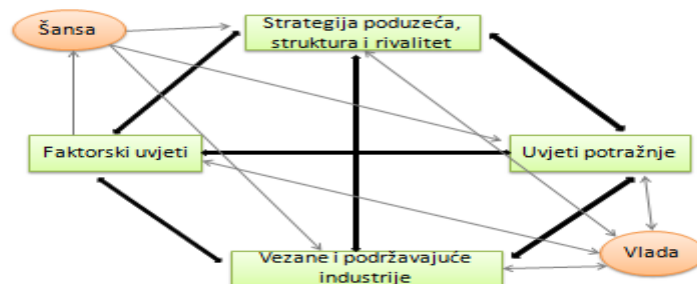 Šansa
Strategija poduzeća,
struktura i rivalitet
Faktorski uvjeti
Uvjeti potražnje
Vezane i podržavajuće
industrije
Vlada